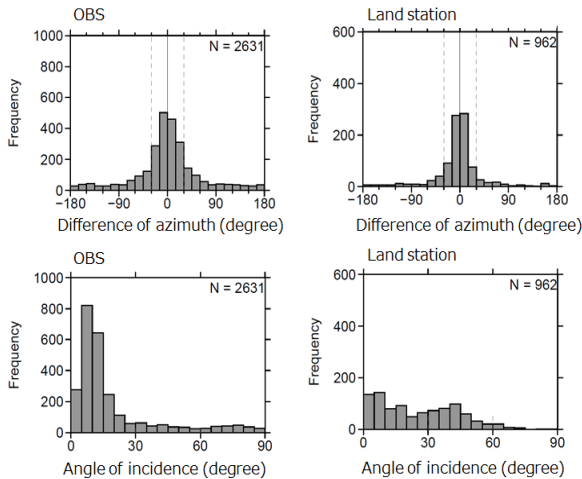 OBS
1000
800
600
400
200
0
Frequency
N = 2631
−180 −90 0 90 180
Difference of azimuth (degree)
Land station
600
400
200
0
Frequency
N = 962
−180 −90 0 90 180
Difference of azimuth (degree)
OBS
1000
800
600
400
200
0
Frequency
N = 2631
0 30 60 90
Angle of incidence (degree)
Land station
600
400
200
0
Frequency
N = 962
0 30 60 90
Angle of incidence (degree)